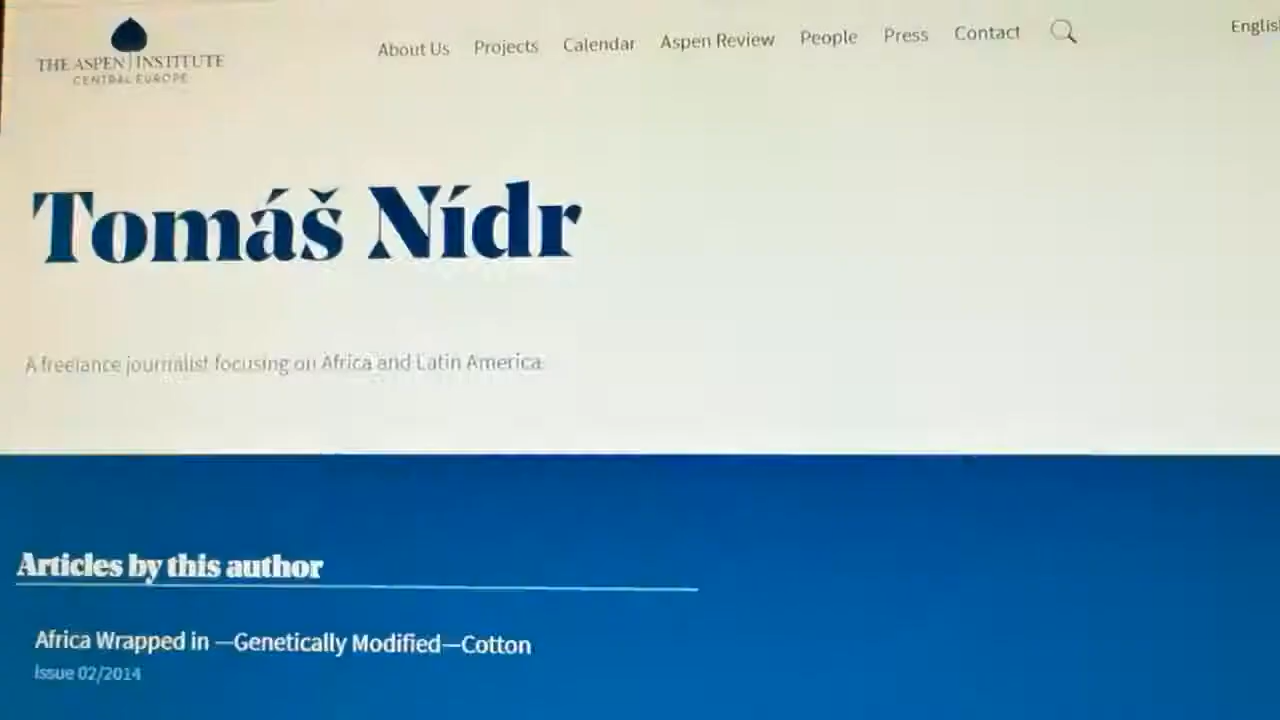 THE ASPEN INSTITUTE
CENTRAL EUROPE
About Us Projects Calendar Aspen Review People Press Contact
Tomáš Nídr
A freelance journalist focusing on Africa and Latin America.
Articles by this author
Africa Wrapped in —Genetically Modified—Cotton
Issue 02/2014